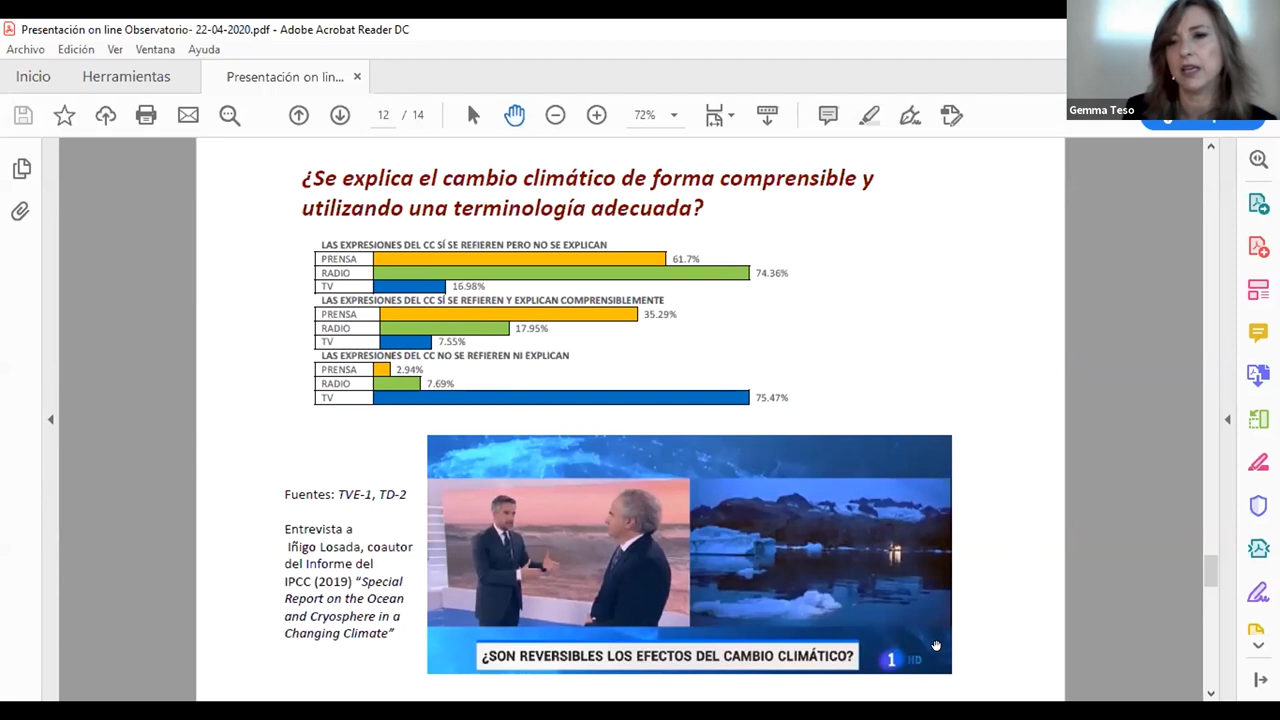 Presentación on line Observatorio- 22-04-2020.pdf - Adobe Acrobat Reader DC
Archivo Edición Ver Ventana Ayuda
Inicio Herramientas Presentación on lin... ×
12 / 14 72%
Gemma Teso
¿Se explica el cambio climático de forma comprensible y
utilizando una terminología adecuada?
LAS EXPRESIONES DEL CC SÍ SE REFIEREN PERO NO SE EXPLICAN
PRENSA 61.7%
RADIO 74.36%
TV 16.98%
LAS EXPRESIONES DEL CC SÍ SE REFIEREN Y EXPLICAN COMPRENSIBLEMENTE
PRENSA 35.29%
RADIO 17.95%
TV 7.55%
LAS EXPRESIONES DEL CC NO SE REFIEREN NI EXPLICAN
PRENSA 2.94%
RADIO 7.69%
TV 75.47%
Fuentes: TVE-1, TD-2
Entrevista a
Iñigo Losada, coautor
del Informe del
IPCC (2019) “Special
Report on the Ocean
and Cryosphere in a
Changing Climate”
¿SON REVERSIBLES LOS EFECTOS DEL CAMBIO CLIMÁTICO?
1 HD